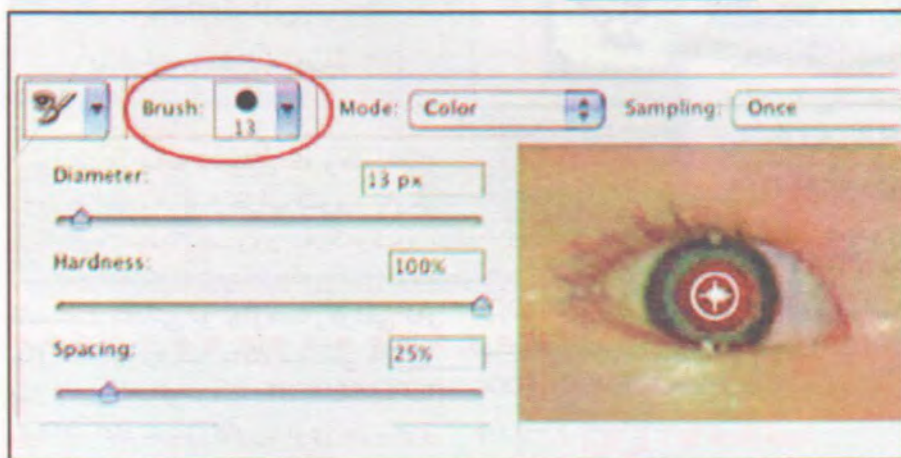 Brush: 13 Mode: Color Sampling: Once
Diameter: 13 px
Hardness: 100%
Spacing: 25%